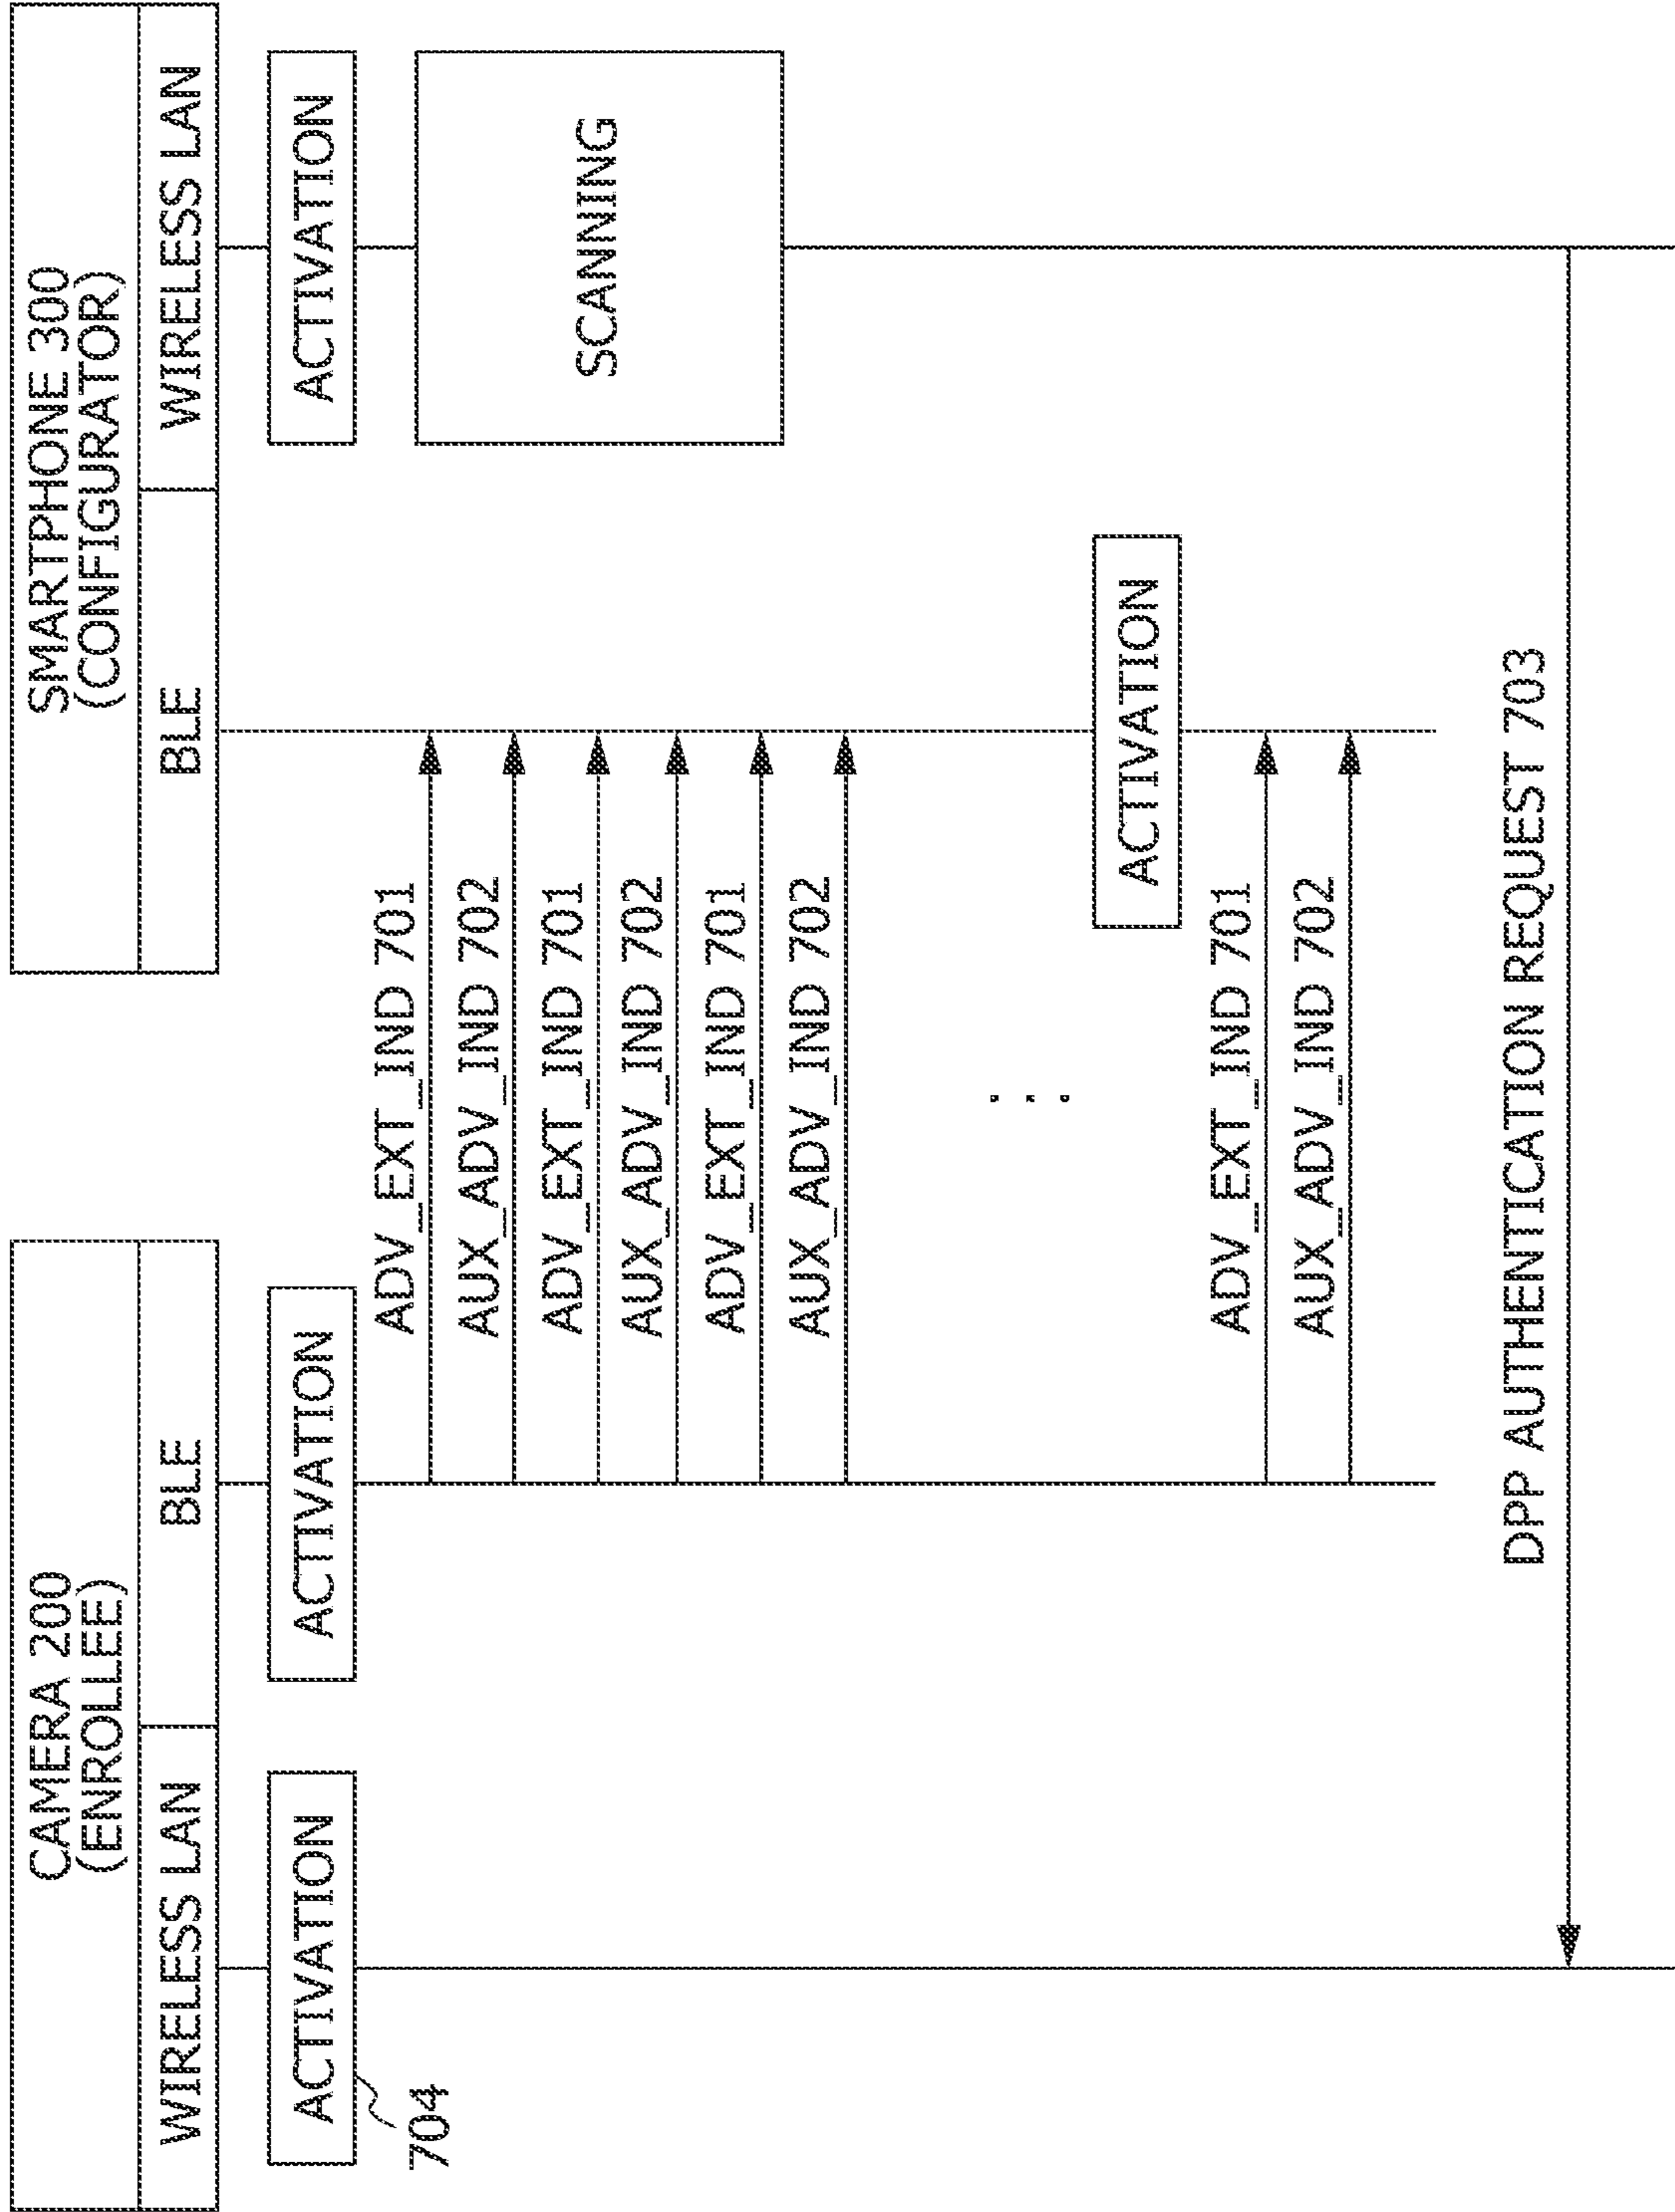 CAMERA 200
(ENROLLEE)
SMARTPHONE 300
(CONFIGURATOR)
WIRELESS LAN
BLE
BLE
WIRELESS LAN
ACTIVATION
ACTIVATION
ACTIVATION
704
ADV_EXT_IND 701
SCANNING
AUX_ADV_IND 702
ADV_EXT_IND 701
AUX_ADV_IND 702
ADV_EXT_IND 701
AUX_ADV_IND 702
...
ACTIVATION
ADV_EXT_IND 701
AUX_ADV_IND 702
DPP AUTHENTICATION REQUEST 703